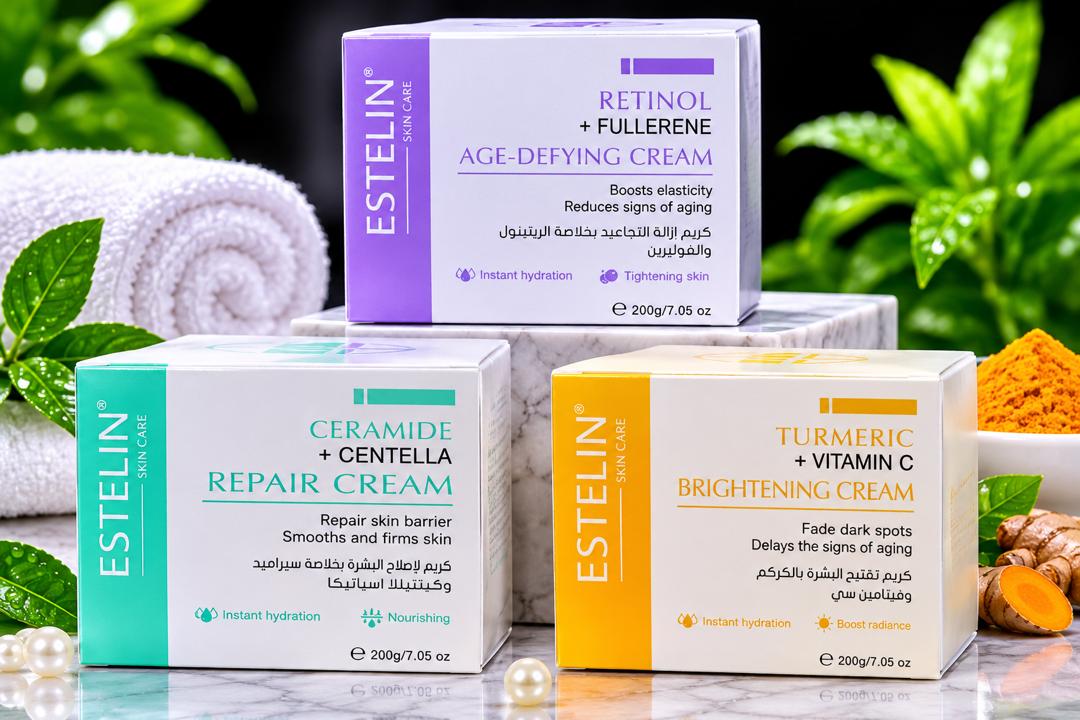 ESTELIN®
SKIN CARE
RETINOL
+ FULLERENE
AGE-DEFYING CREAM
Boosts elasticity
Reduces signs of aging
كريم ازالة التجاعيد بخلاصة الريتينول
والفوليرين
Instant hydration
Tightening skin
℮ 200g/7.05 oz
ESTELIN®
SKIN CARE
CERAMIDE
+ CENTELLA
REPAIR CREAM
Repair skin barrier
Smooths and firms skin
كريم لإصلاح البشرة بخلاصة سيراميد
وكينتيللا اسياتيكا
Instant hydration
Nourishing
℮ 200g/7.05 oz
ESTELIN®
SKIN CARE
TURMERIC
+ VITAMIN C
BRIGHTENING CREAM
Fade dark spots
Delays the signs of aging
كريم تفتيح البشرة بالكركم
وفيتامين سي
Instant hydration
Boost radiance
℮ 200g/7.05 oz